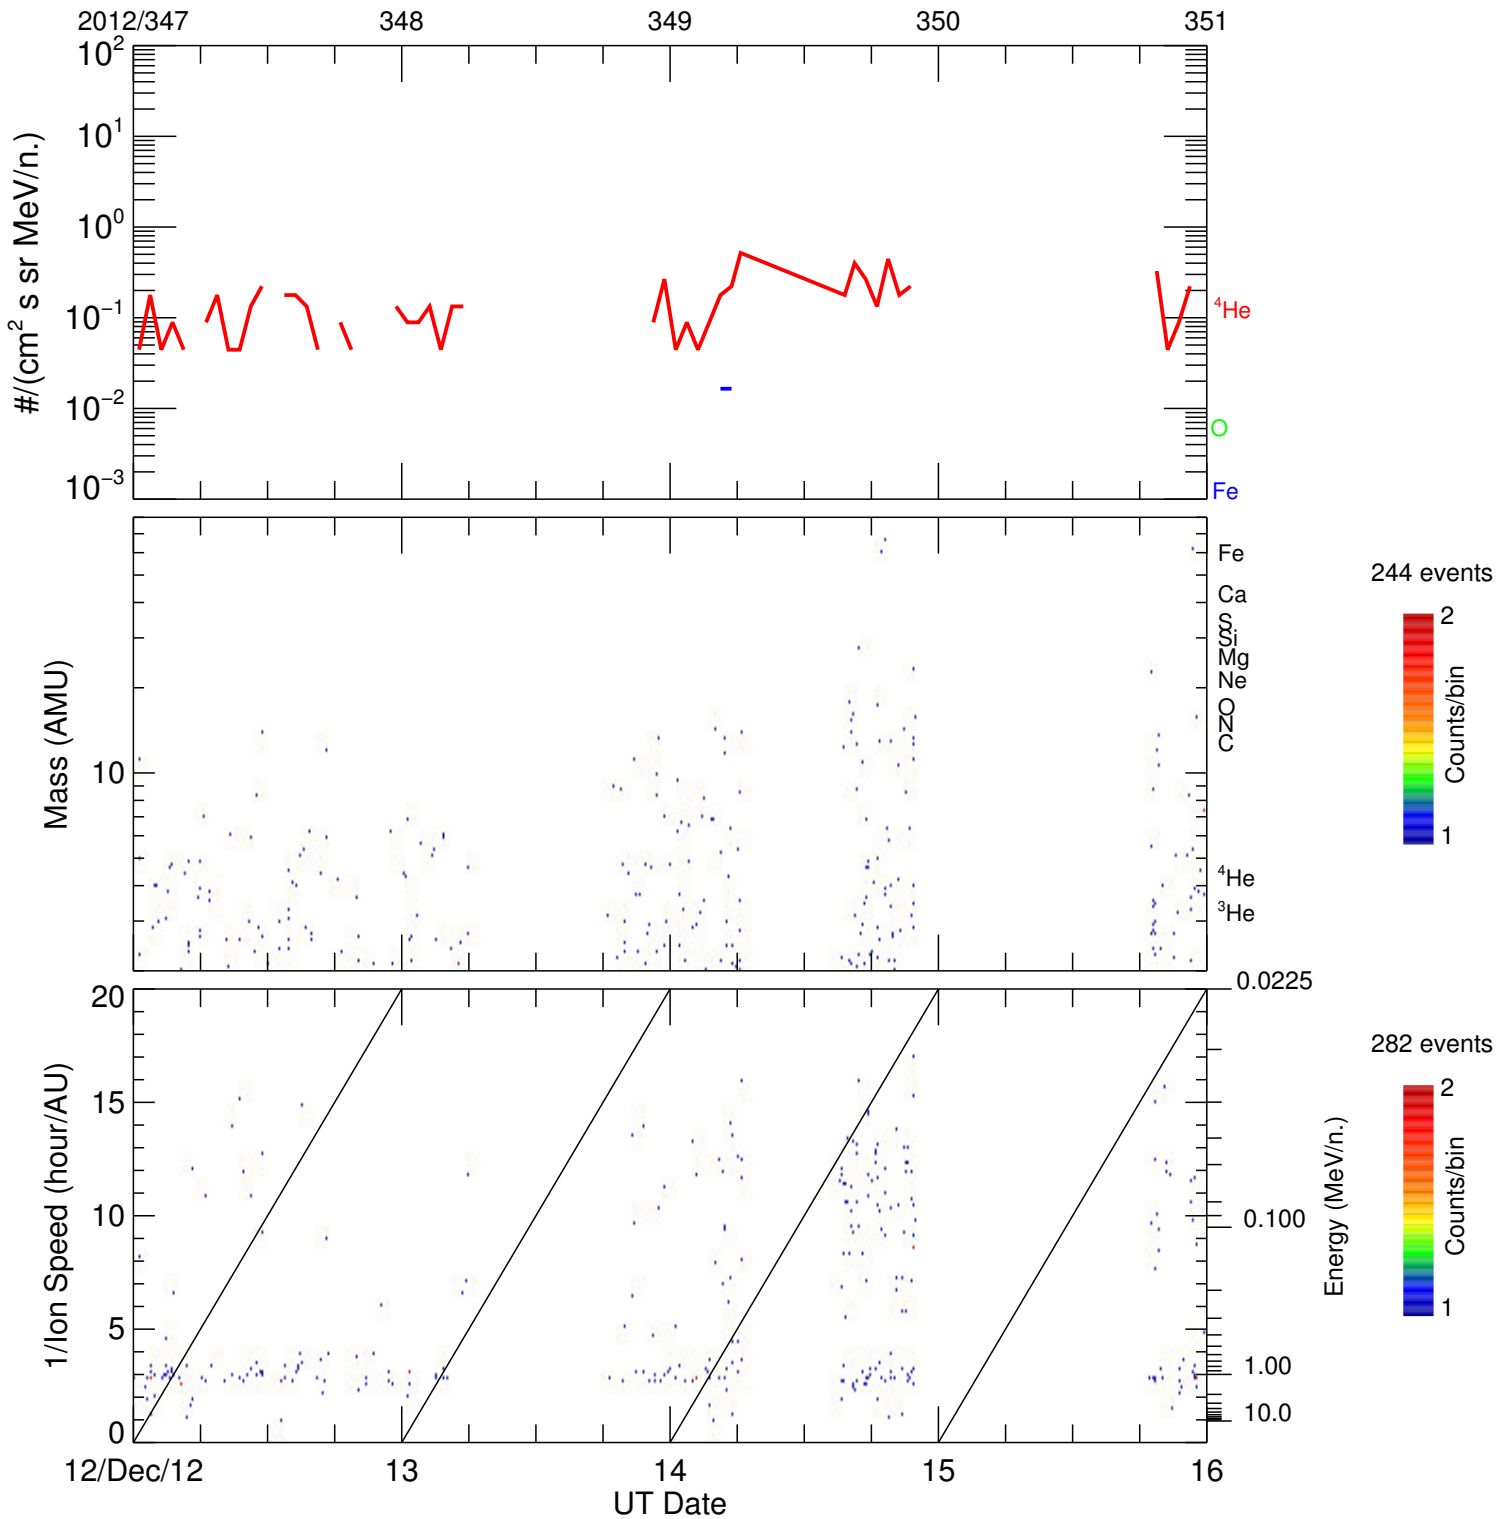 2012/347 348 349 350 351
10² 10¹ 10⁰ 10⁻¹ 10⁻² 10⁻³
#/(cm² s sr MeV/n.)
⁴He
O
Fe
Mass (AMU)
10
Fe
Ca
S
Si
Mg
Ne
O
N
C
⁴He
³He
244 events
2
Counts/bin
1
1/Ion Speed (hour/AU)
20
15
10
5
0
0.0225
0.100
1.00
10.0
Energy (MeV/n.)
282 events
2
Counts/bin
1
12/Dec/12 13 14 15 16
UT Date